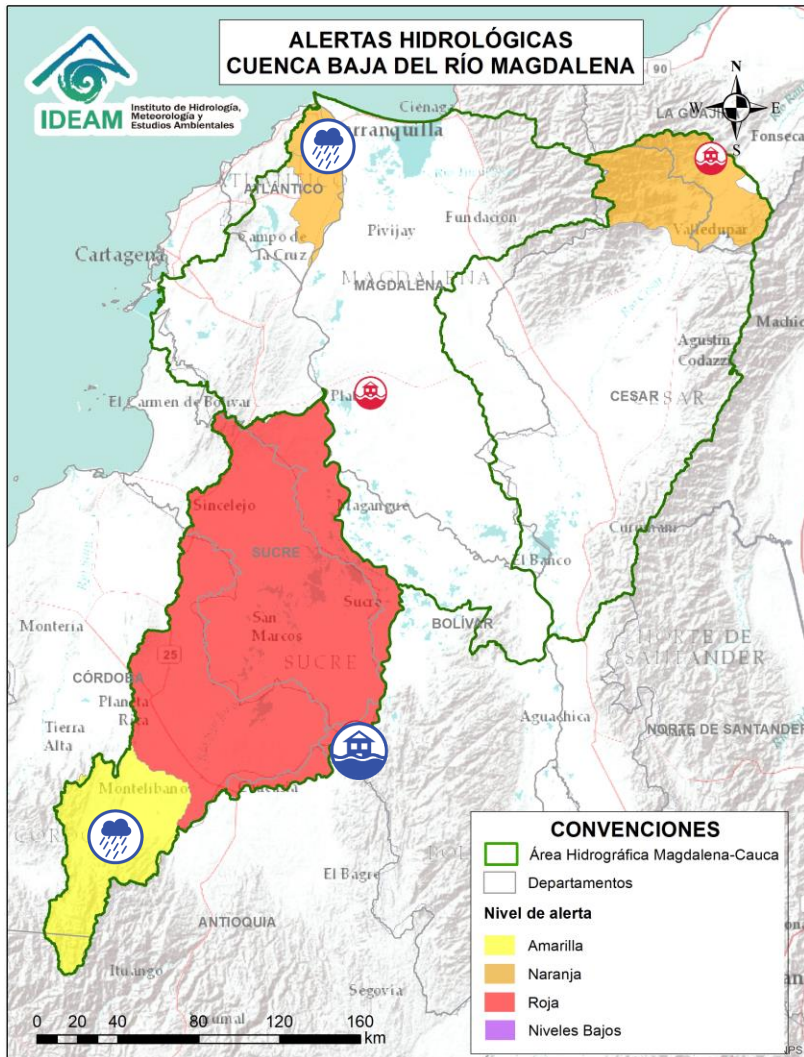 ALERTAS HIDROLÓGICAS
CUENCA BAJA DEL RÍO MAGDALENA
IDEAM
Instituto de Hidrología,
Meteorología y
Estudios Ambientales
N
W
E
S
90
Ciénaga
LA GUAJIRA
Fonseca
rranquilla
ATLÁNTICO
Campo de
la Cruz
Pivijay
Fundación
Valledupar
Cartagena
MAGDALENA
MAGDALENA
Agustín
Codazzi
El Carmen de Bolívar
Pla
CESAR
CESAR
Sincelejo
Magangué
Curumaní
SUCRE
El Banco
Sucre
San
Marcos
BOLÍVAR
Montería
25
SUCRE
NORTE DE
SANTANDER
CÓRDOBA
Planeta
Rica
Tierra
Alta
Aguachica
NORTE DE SANTANDER
Montelíbano
El Bagre
ANTIOQUIA
Ituango
Segovia
0 20 40 80 120 160
km
CONVENCIONES
Área Hidrográfica Magdalena-Cauca
Departamentos
Nivel de alerta
Amarilla
Naranja
Roja
Niveles Bajos